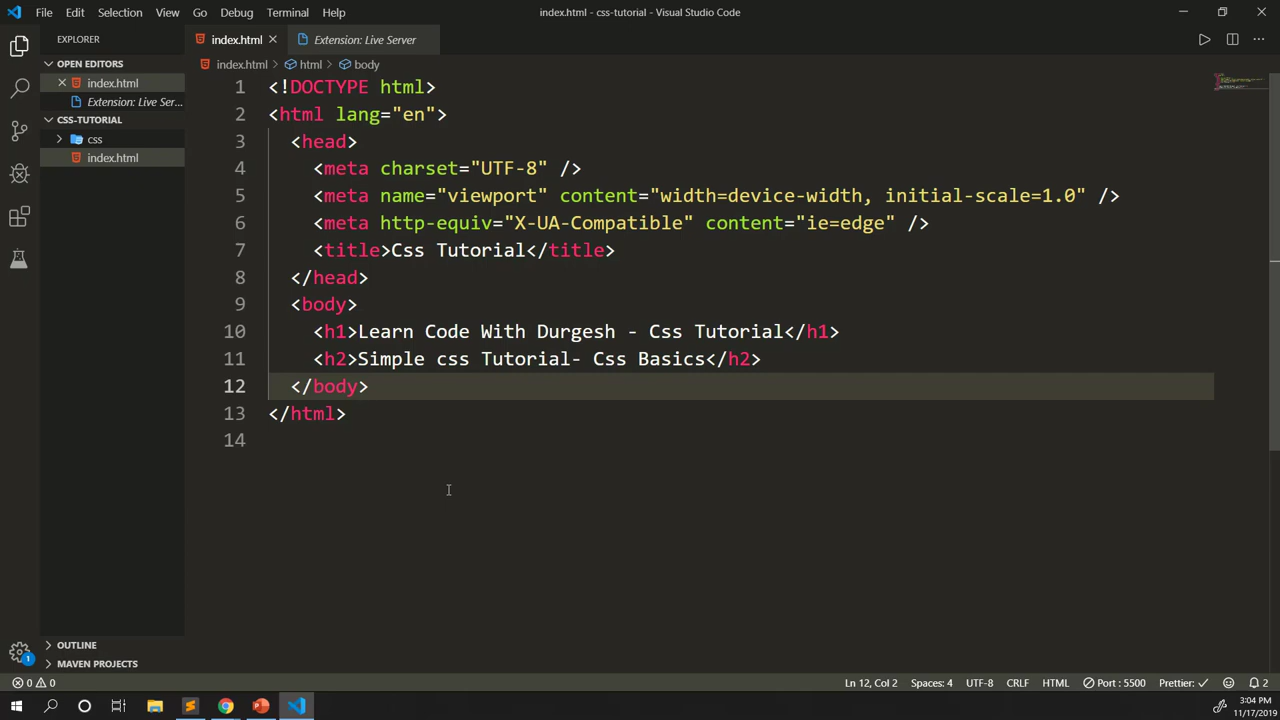 File Edit Selection View Go Debug Terminal Help
index.html - css-tutorial - Visual Studio Code
EXPLORER
index.html
Extension: Live Server
OPEN EDITORS
index.html > html > body
index.html
Extension: Live Ser...
CSS-TUTORIAL
css
index.html
1 <!DOCTYPE html>
2 <html lang="en">
3 <head>
4 <meta charset="UTF-8" />
5 <meta name="viewport" content="width=device-width, initial-scale=1.0" />
6 <meta http-equiv="X-UA-Compatible" content="ie=edge" />
7 <title>Css Tutorial</title>
8 </head>
9 <body>
10 <h1>Learn Code With Durgesh - Css Tutorial</h1>
11 <h2>Simple css Tutorial- Css Basics</h2>
12 </body>
13 </html>
14
OUTLINE
MAVEN PROJECTS
1
0 0
Ln 12, Col 2 Spaces: 4 UTF-8 CRLF HTML Port : 5500 Prettier: ✓ 2
3:04 PM
11/17/2019